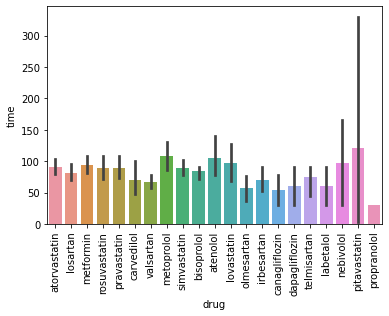 300
250
200
150
100
50
0
time
atorvastatin
losartan
metformin
rosuvastatin
pravastatin
carvedilol
valsartan
metoprolol
simvastatin
bisoprolol
atenolol
lovastatin
olmesartan
irbesartan
canagliflozin
dapagliflozin
telmisartan
labetalol
nebivolol
pitavastatin
propranolol
drug